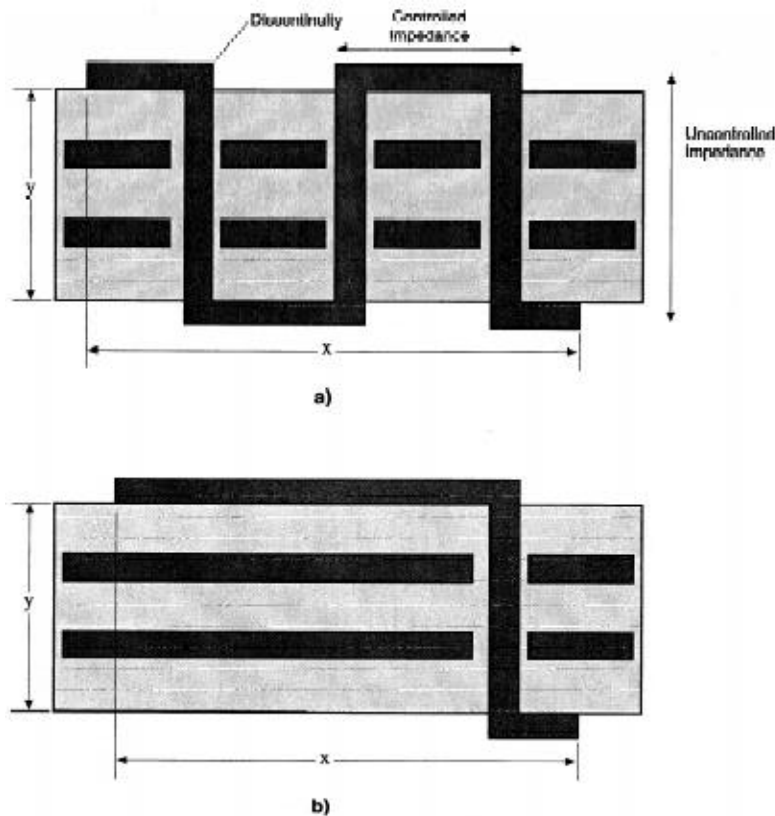 Discontinuity
Controlled
Impedance
Uncontrolled
Impedance
y
x
a)
y
x
b)